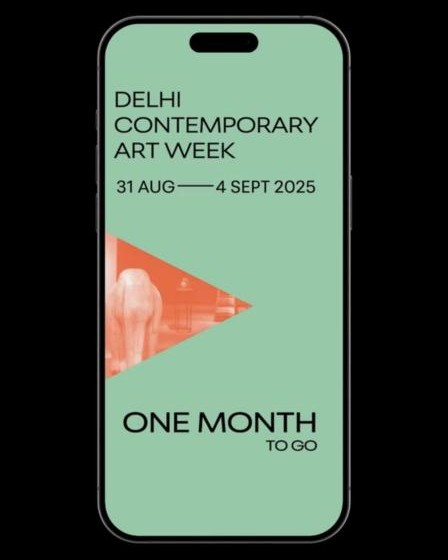 DELHI
CONTEMPORARY
ART WEEK
31 AUG—4 SEPT 2025
ONE MONTH
TO GO